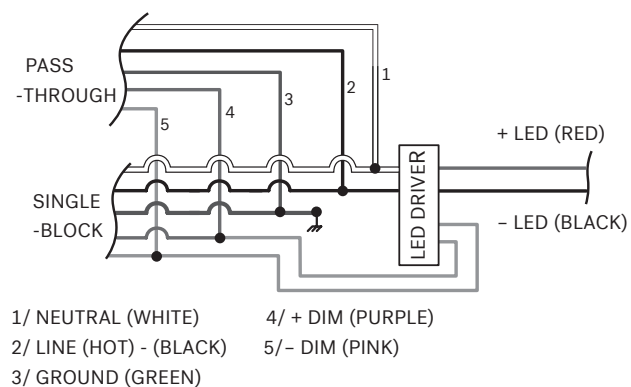 PASS
-THROUGH
1
2
3
4
5
+ LED (RED)
LED DRIVER
SINGLE
-BLOCK
– LED (BLACK)
1/ NEUTRAL (WHITE)
4/ + DIM (PURPLE)
2/ LINE (HOT) - (BLACK)
5/– DIM (PINK)
3/ GROUND (GREEN)